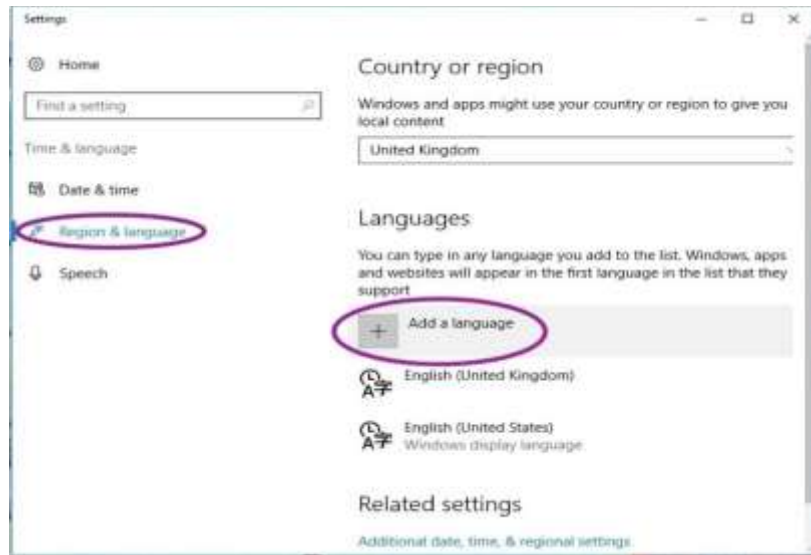 Settings
Home
Find a setting
Time & language
Date & time
Region & language
Speech
Country or region
Windows and apps might use your country or region to give you
local content
United Kingdom
Languages
You can type in any language you add to the list. Windows, apps
and websites will appear in the first language in the list that they
support
Add a language
English (United Kingdom)
English (United States)
Windows display language
Related settings
Additional date, time, & regional settings